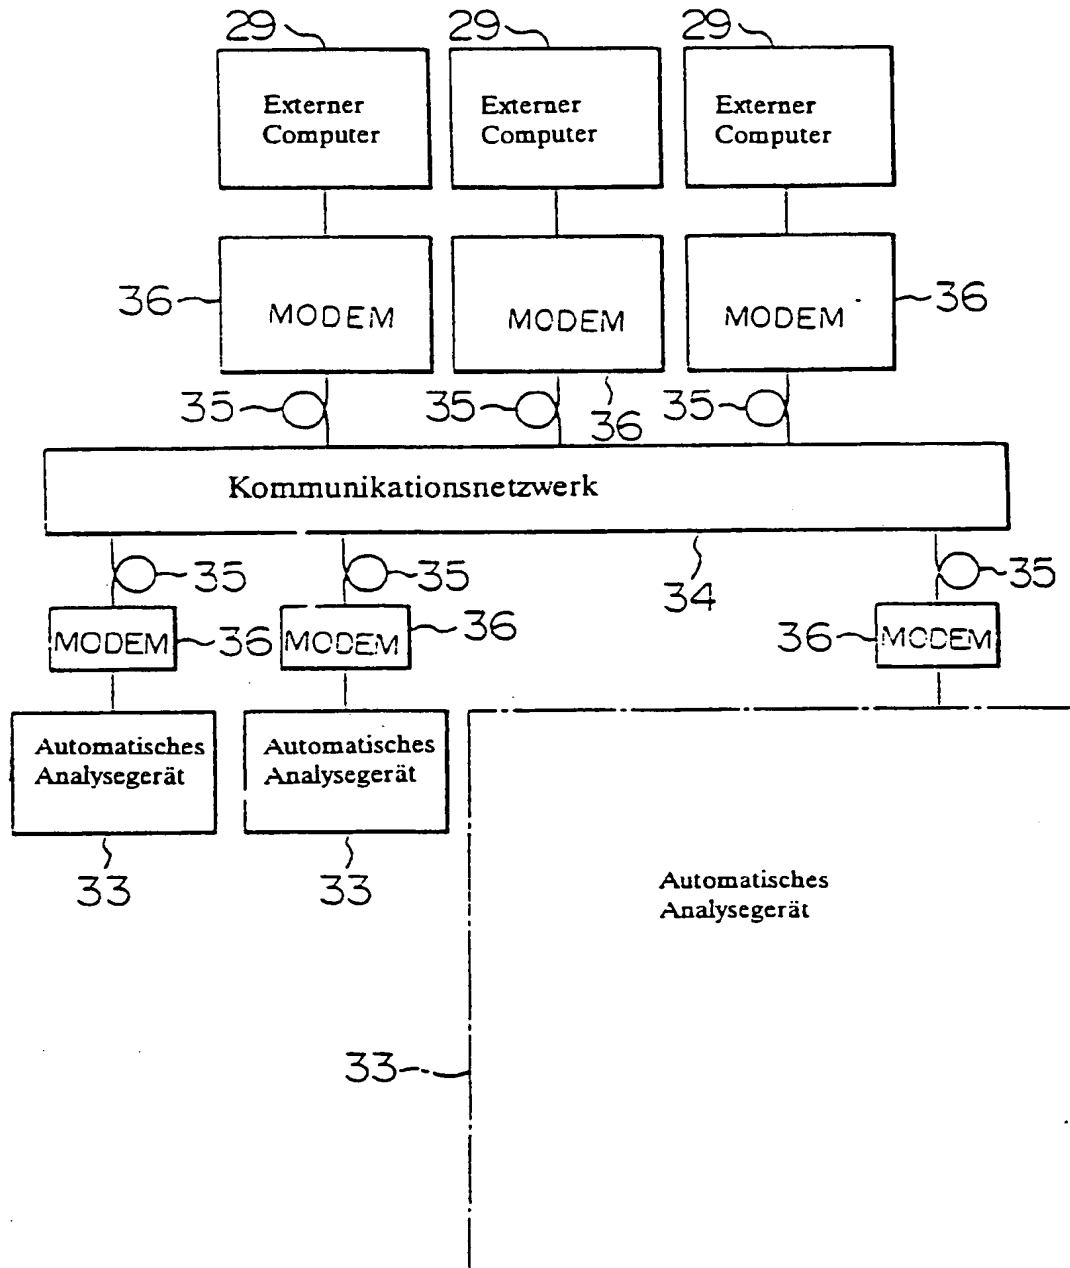 29 29 29
Externer
Computer
Externer
Computer
Externer
Computer
36 MODEM MODEM MODEM 36
35 35 36 35
Kommunikationsnetzwerk
35 35 34 35
MODEM 36 MODEM 36 36 MODEM
Automatisches
Analysegerät
Automatisches
Analysegerät
33 33
Automatisches
Analysegerät
33